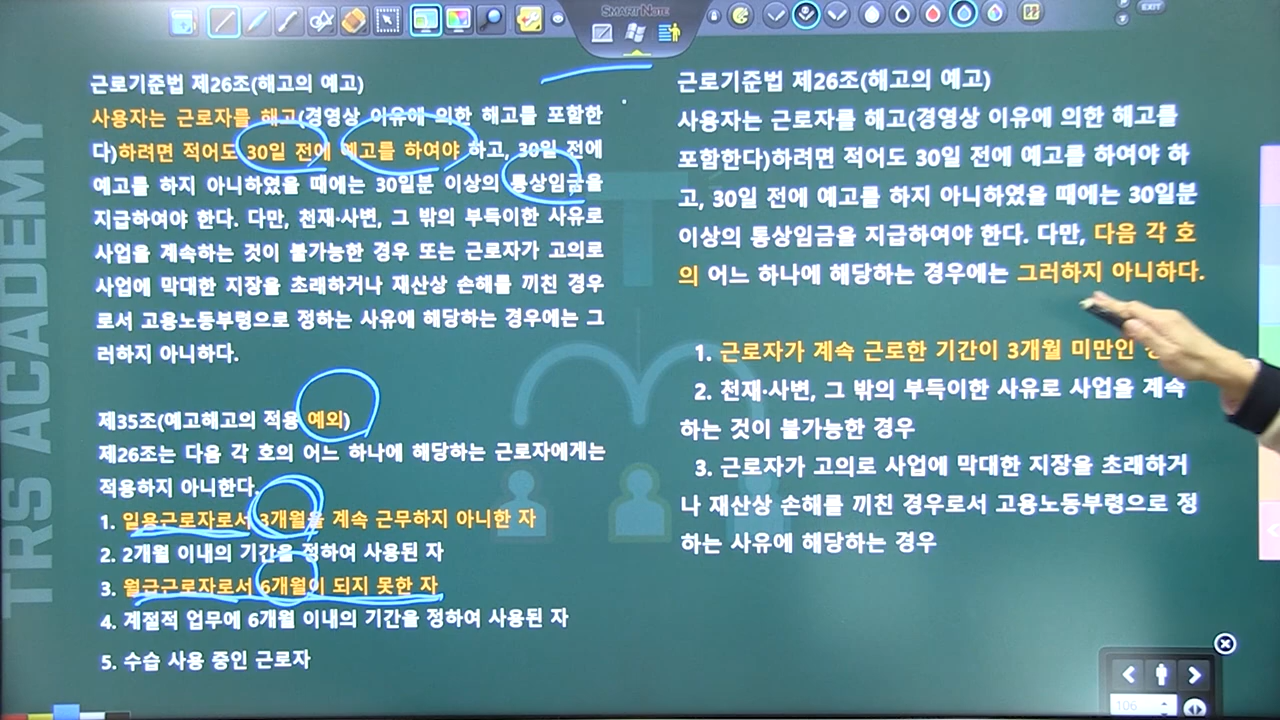 SMARTNOTE
EXIT
TRS ACADEMY
근로기준법 제26조(해고의 예고)
사용자는 근로자를 해고(경영상 이유에 의한 해고를 포함한
다)하려면 적어도 30일 전에 예고를 하여야 하고, 30일 전에
예고를 하지 아니하였을 때에는 30일분 이상의 통상임금을
지급하여야 한다. 다만, 천재·사변, 그 밖의 부득이한 사유로
사업을 계속하는 것이 불가능한 경우 또는 근로자가 고의로
사업에 막대한 지장을 초래하거나 재산상 손해를 끼친 경우
로서 고용노동부령으로 정하는 사유에 해당하는 경우에는 그
러하지 아니하다.
제35조(예고해고의 적용 예외)
제26조는 다음 각 호의 어느 하나에 해당하는 근로자에게는
적용하지 아니한다.
1. 일용근로자로서 3개월을 계속 근무하지 아니한 자
2. 2개월 이내의 기간을 정하여 사용된 자
3. 월급근로자로서 6개월이 되지 못한 자
4. 계절적 업무에 6개월 이내의 기간을 정하여 사용된 자
5. 수습 사용 중인 근로자
근로기준법 제26조(해고의 예고)
사용자는 근로자를 해고(경영상 이유에 의한 해고를
포함한다)하려면 적어도 30일 전에 예고를 하여야 하
고, 30일 전에 예고를 하지 아니하였을 때에는 30일분
이상의 통상임금을 지급하여야 한다. 다만, 다음 각 호
의 어느 하나에 해당하는 경우에는 그러하지 아니하다.
1. 근로자가 계속 근로한 기간이 3개월 미만인
2. 천재·사변, 그 밖의 부득이한 사유로 사업을 계속
하는 것이 불가능한 경우
3. 근로자가 고의로 사업에 막대한 지장을 초래하거
나 재산상 손해를 끼친 경우로서 고용노동부령으로 정
하는 사유에 해당하는 경우
106